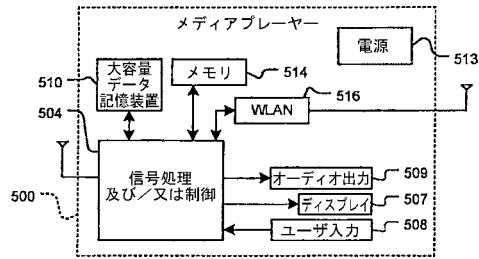 メディアプレーヤー
電源
513
510
大容量
データ
記憶装置
メモリ
514
504
WLAN
516
信号処理
及び/又は制御
オーディオ出力
509
ディスプレイ
507
500
ユーザ入力
508